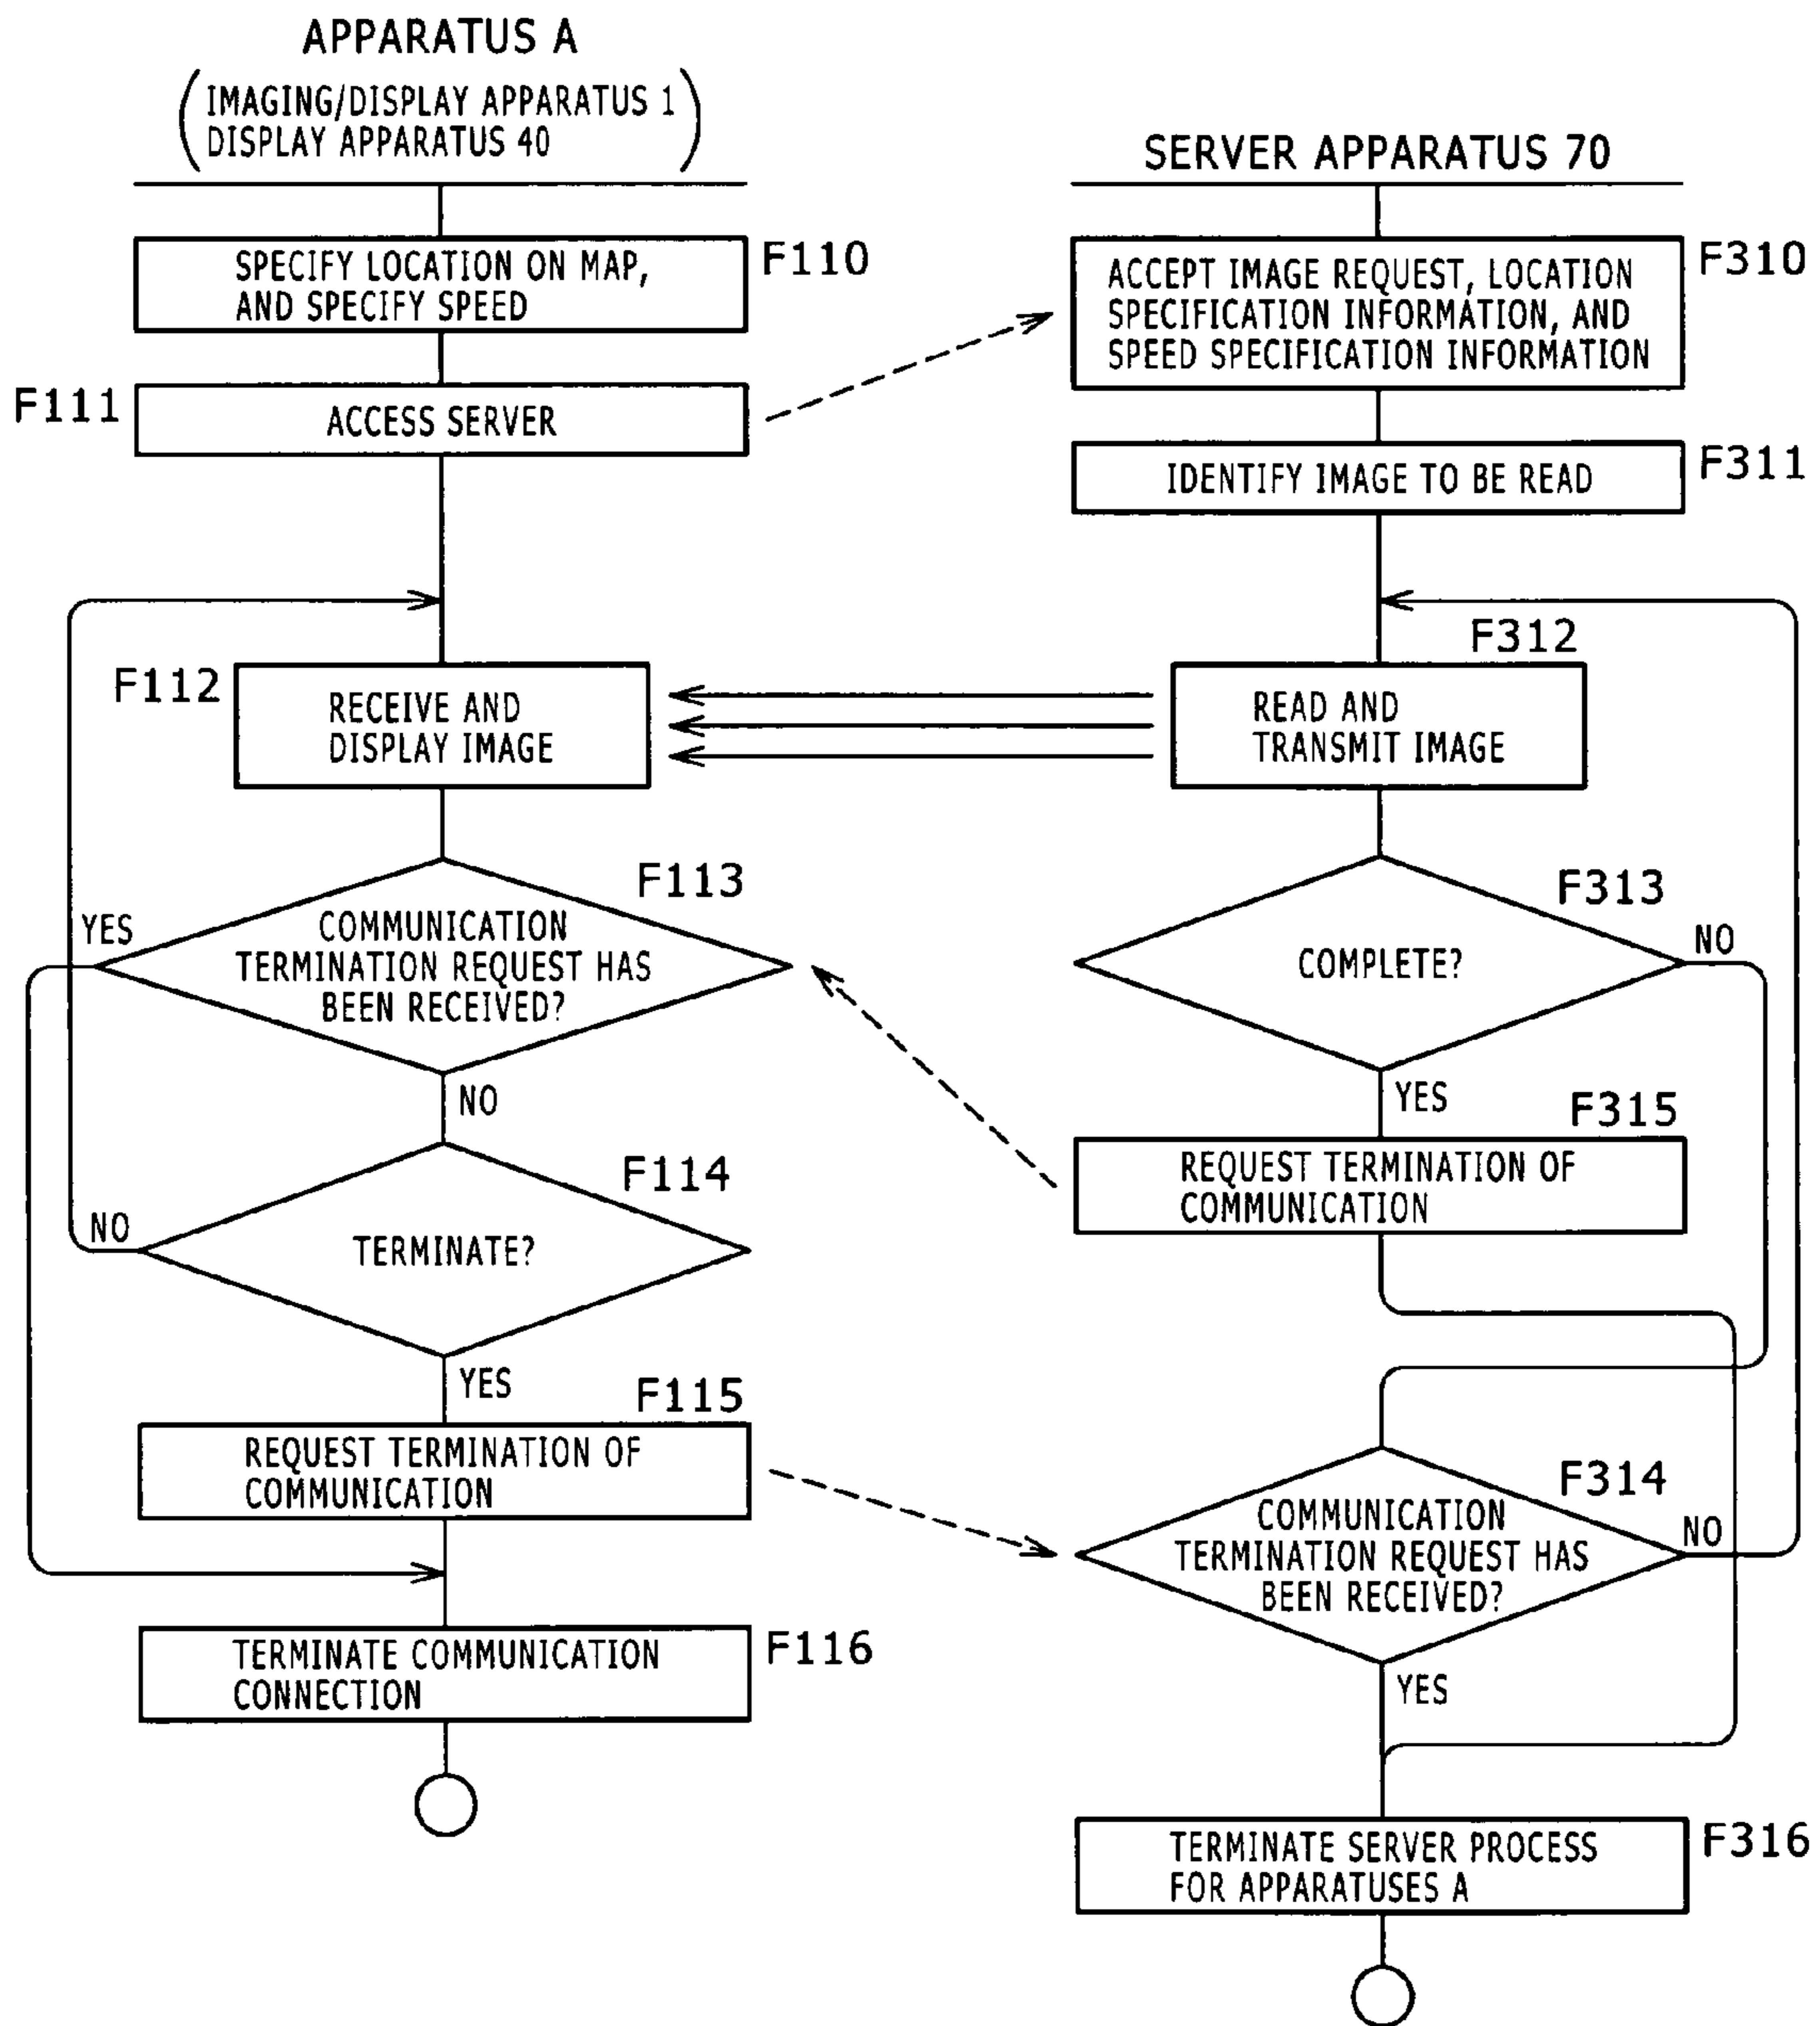 APPARATUS A
IMAGING/DISPLAY APPARATUS 1
DISPLAY APPARATUS 40
SPECIFY LOCATION ON MAP,
AND SPECIFY SPEED
F110
F111
ACCESS SERVER
F112
RECEIVE AND
DISPLAY IMAGE
F113
YES
COMMUNICATION
TERMINATION REQUEST HAS
BEEN RECEIVED?
NO
F114
NO
TERMINATE?
YES
F115
REQUEST TERMINATION OF
COMMUNICATION
TERMINATE COMMUNICATION
CONNECTION
F116
SERVER APPARATUS 70
ACCEPT IMAGE REQUEST, LOCATION
SPECIFICATION INFORMATION, AND
SPEED SPECIFICATION INFORMATION
F310
IDENTIFY IMAGE TO BE READ
F311
F312
READ AND
TRANSMIT IMAGE
F313
COMPLETE?
NO
YES
F315
REQUEST TERMINATION OF
COMMUNICATION
F314
COMMUNICATION
TERMINATION REQUEST HAS
BEEN RECEIVED?
NO
YES
TERMINATE SERVER PROCESS
FOR APPARATUSES A
F316